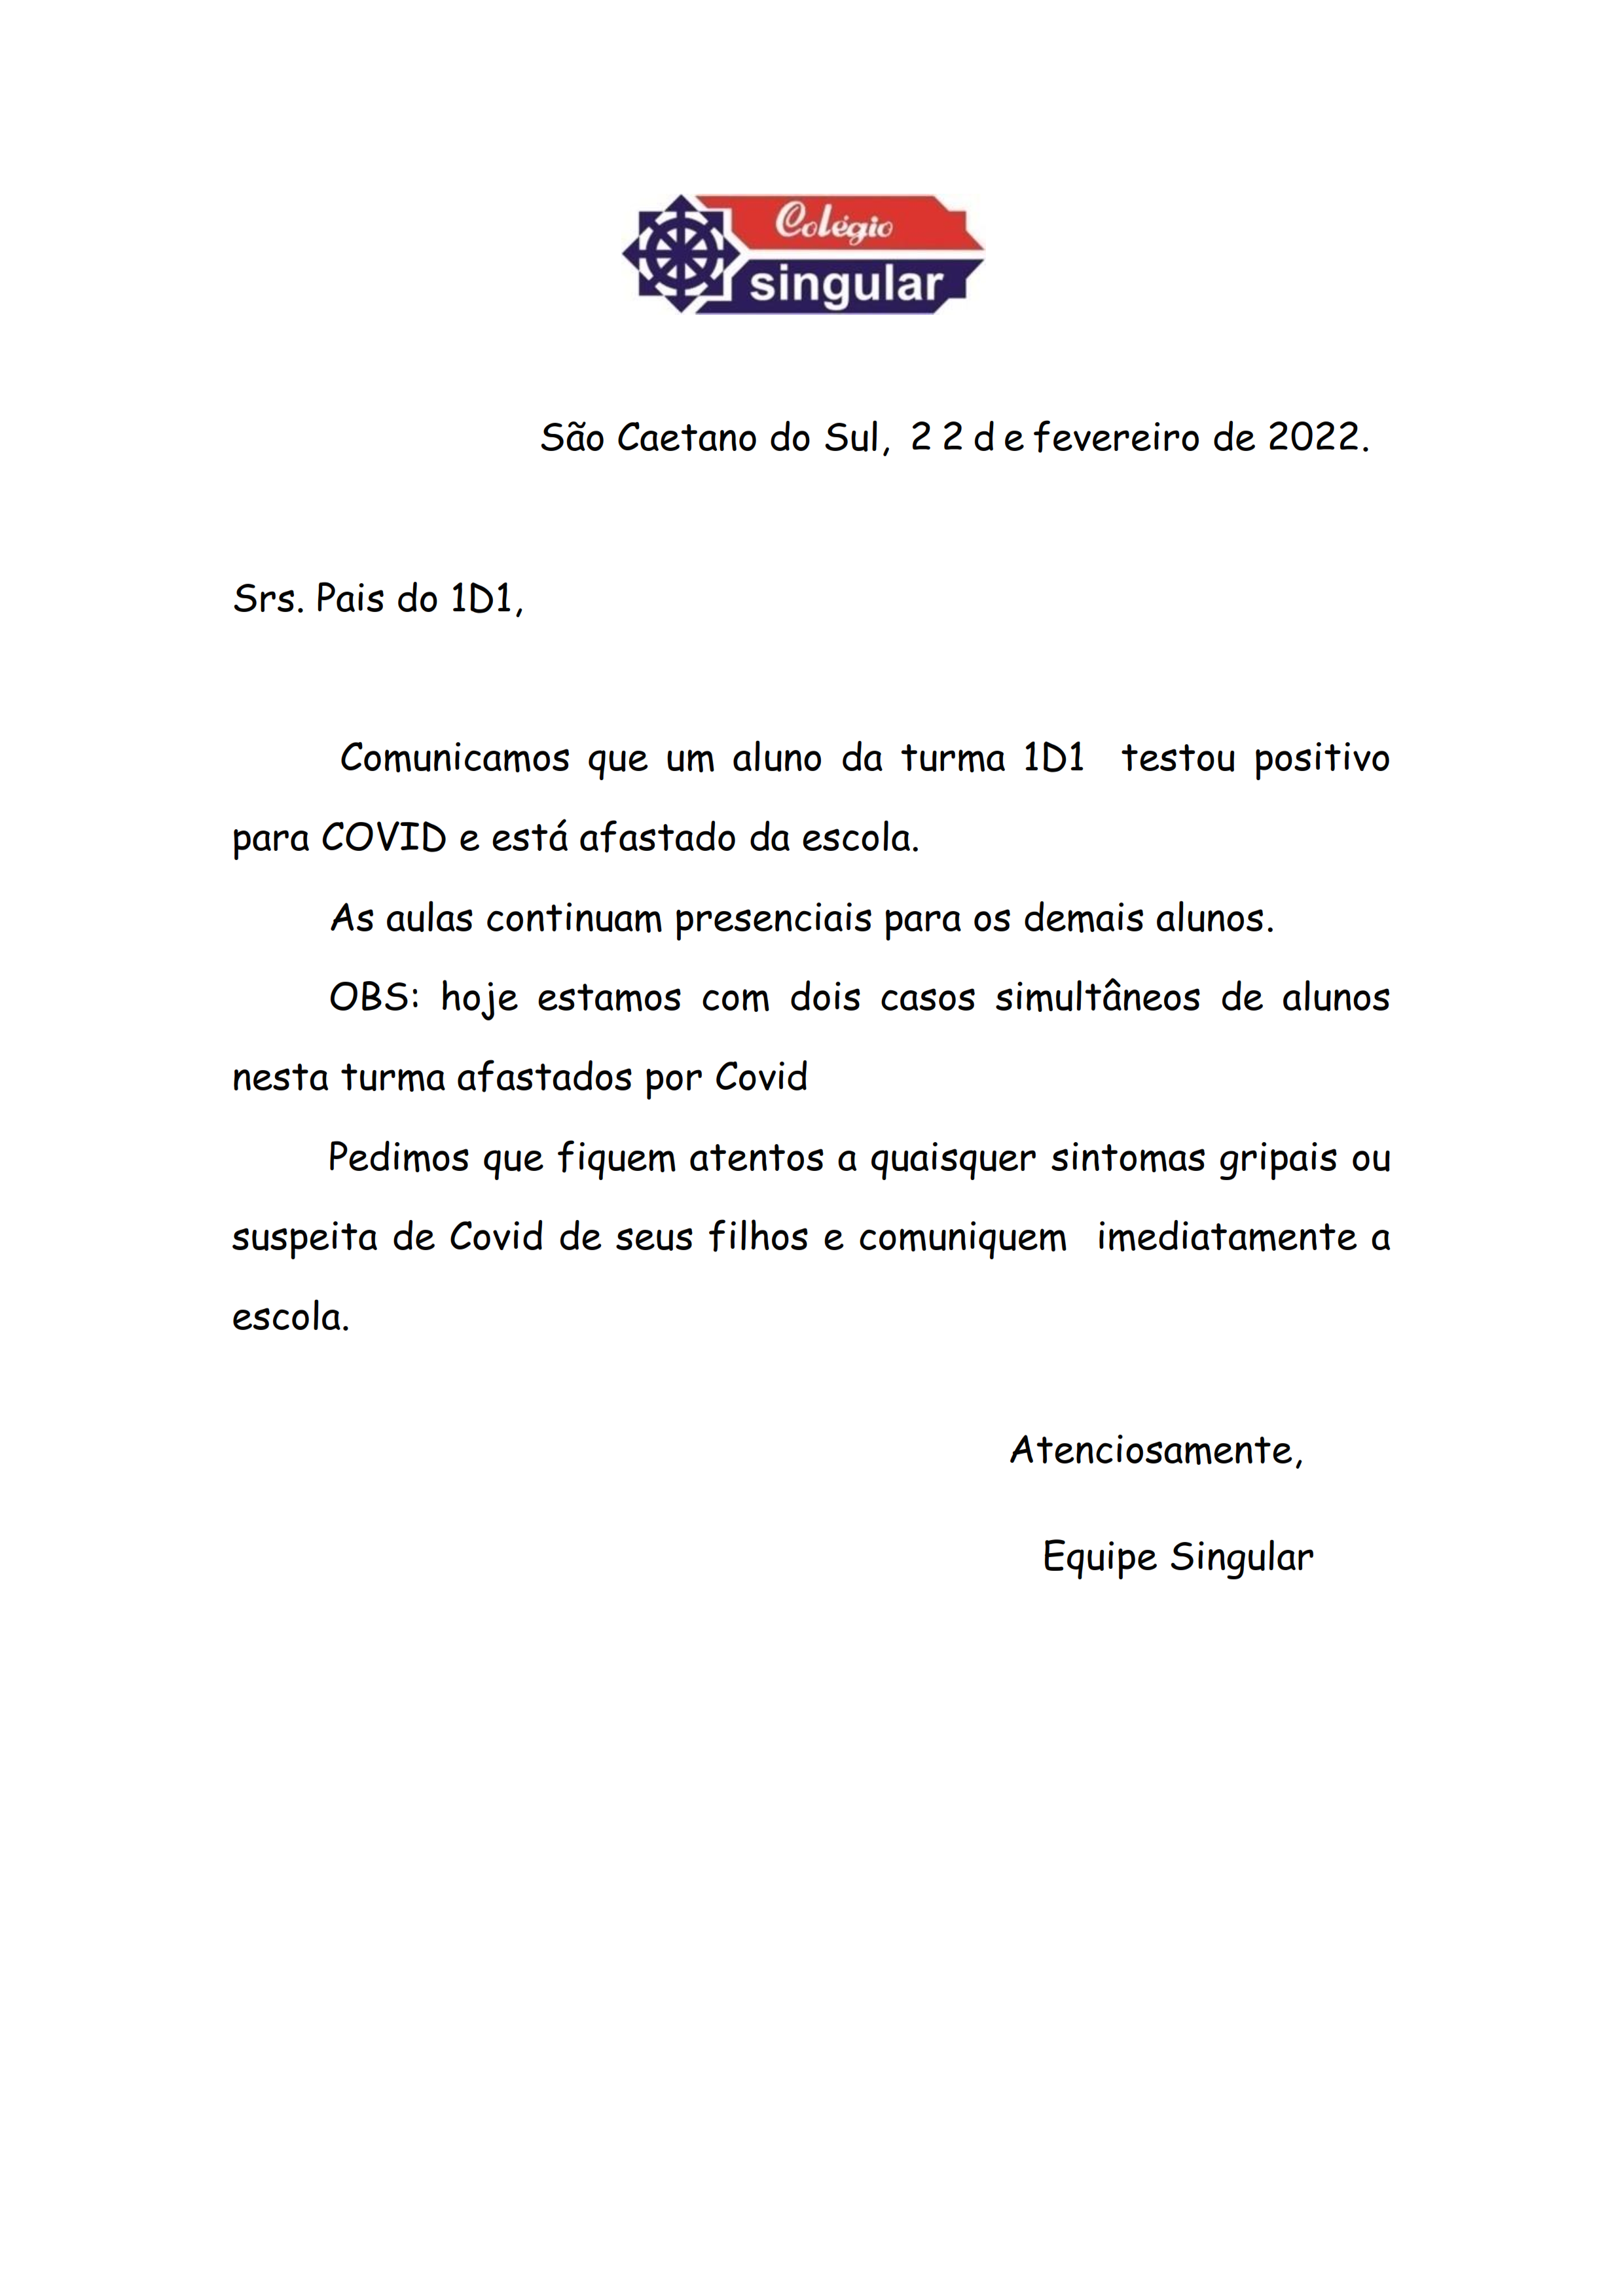 Colégio
singular
São Caetano do Sul, 2 2 d e fevereiro de 2022.
Srs. Pais do 1D1,
Comunicamos que um aluno da turma 1D1 testou positivo
para COVID e está afastado da escola.
As aulas continuam presenciais para os demais alunos.
OBS: hoje estamos com dois casos simultâneos de alunos
nesta turma afastados por Covid
Pedimos que fiquem atentos a quaisquer sintomas gripais ou
suspeita de Covid de seus filhos e comuniquem imediatamente a
escola.
Atenciosamente,
Equipe Singular